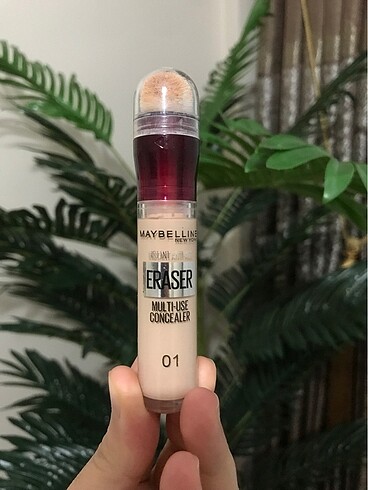 MAYBELLINE
NEW YORK
ERASER
MULTI-USE
CONCEALER
01